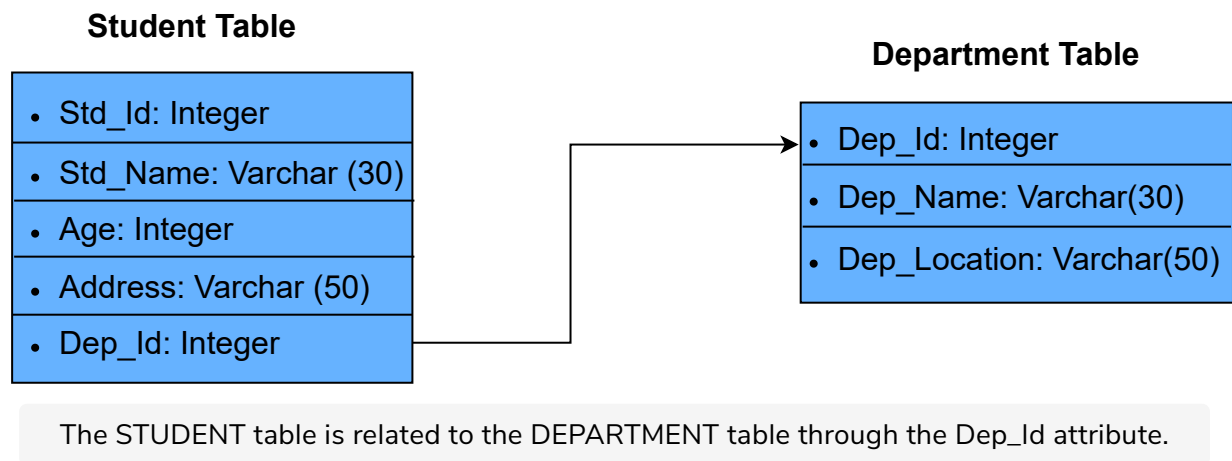 Student Table
• Std_Id: Integer
• Std_Name: Varchar (30)
• Age: Integer
• Address: Varchar (50)
• Dep_Id: Integer
Department Table
• Dep_Id: Integer
• Dep_Name: Varchar(30)
• Dep_Location: Varchar(50)
The STUDENT table is related to the DEPARTMENT table through the Dep_Id attribute.